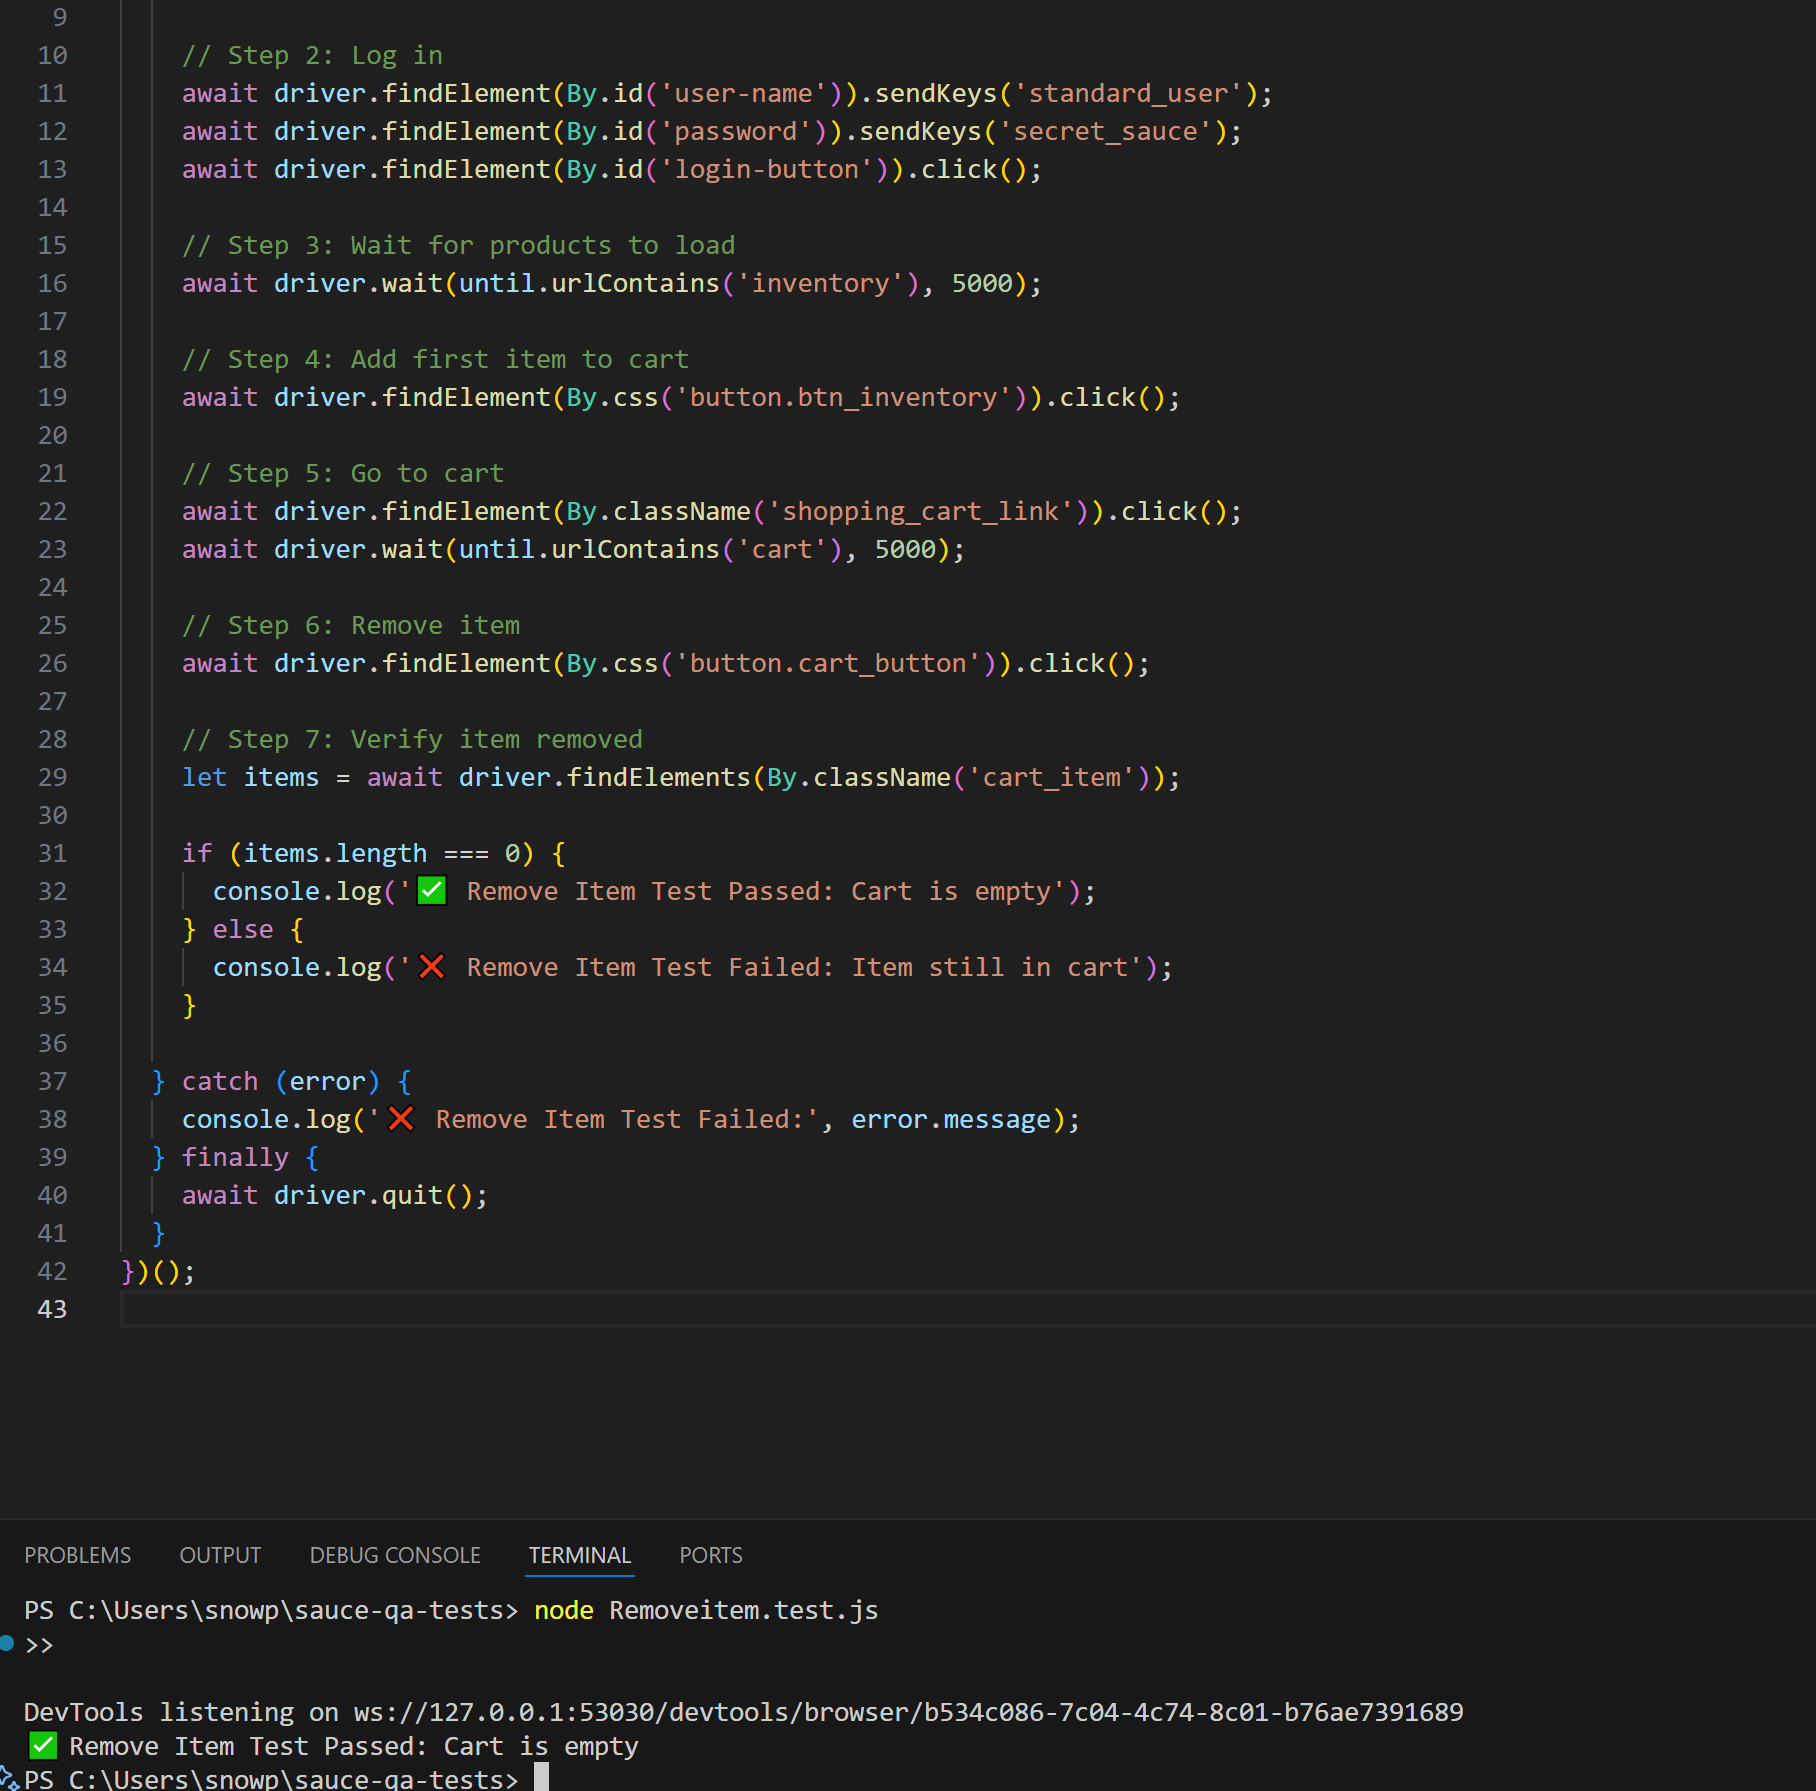 9
10 // Step 2: Log in
11 await driver.findElement(By.id('user-name')).sendKeys('standard_user');
12 await driver.findElement(By.id('password')).sendKeys('secret_sauce');
13 await driver.findElement(By.id('login-button')).click();
14
15 // Step 3: Wait for products to load
16 await driver.wait(until.urlContains('inventory'), 5000);
17
18 // Step 4: Add first item to cart
19 await driver.findElement(By.css('button.btn_inventory')).click();
20
21 // Step 5: Go to cart
22 await driver.findElement(By.className('shopping_cart_link')).click();
23 await driver.wait(until.urlContains('cart'), 5000);
24
25 // Step 6: Remove item
26 await driver.findElement(By.css('button.cart_button')).click();
27
28 // Step 7: Verify item removed
29 let items = await driver.findElements(By.className('cart_item'));
30
31 if (items.length === 0) {
32 console.log('✅ Remove Item Test Passed: Cart is empty');
33 } else {
34 console.log('❌ Remove Item Test Failed: Item still in cart');
35 }
36
37 } catch (error) {
38 console.log('❌ Remove Item Test Failed:', error.message);
39 } finally {
40 await driver.quit();
41 }
42 })();
43
PROBLEMS OUTPUT DEBUG CONSOLE TERMINAL PORTS
PS C:\Users\snowp\sauce-qa-tests> node Removeitem.test.js
>>
DevTools listening on ws://127.0.0.1:53030/devtools/browser/b534c086-7c04-4c74-8c01-b76ae7391689
✅ Remove Item Test Passed: Cart is empty
PS C:\Users\snowp\sauce-qa-tests>